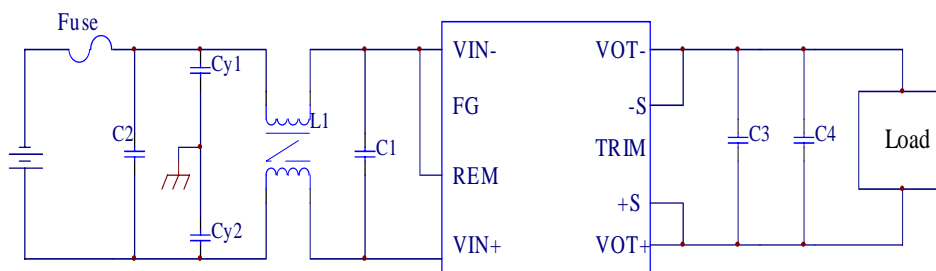 Fuse
VIN-
VOT-
Cy1
FG
-S
L1
C2
C1
TRIM
C3
C4
Load
REM
+S
Cy2
VIN+
VOT+